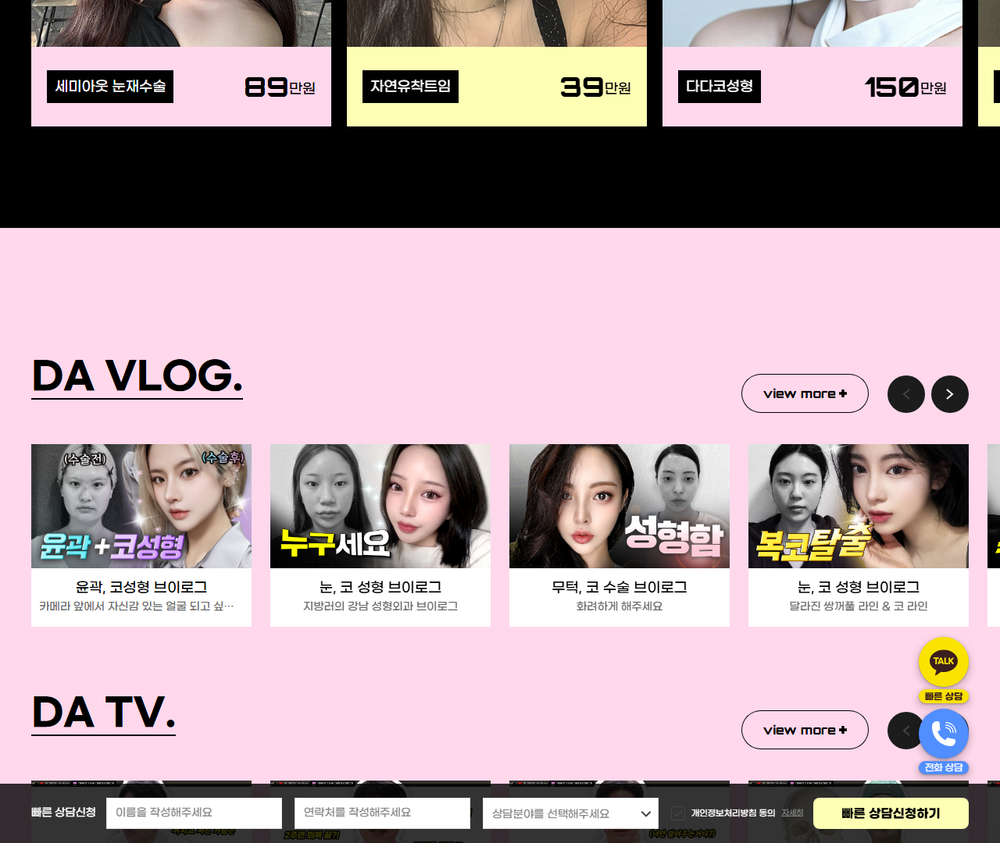 세미아웃 눈재수술
89만원
자연유착트임
39만원
다다코성형
150만원
DA VLOG.
view more +
(수술전)
(수술후)
윤곽+코성형
누구세요
성형함
복코탈출
윤곽, 코성형 브이로그
카메라 앞에서 자신감 있는 얼굴 되고 싶…
눈, 코 성형 브이로그
지방러의 강남 성형외과 브이로그
무턱, 코 수술 브이로그
화려하게 해주세요
눈, 코 성형 브이로그
달라진 쌍꺼풀 라인 & 코 라인
TALK
빠른 상담
DA TV.
view more +
전화 상담
빠른 상담신청
이름을 작성해주세요
연락처를 작성해주세요
상담분야를 선택해주세요
개인정보처리방침 동의
자세히
빠른 상담신청하기
2주면 회복 끝?!